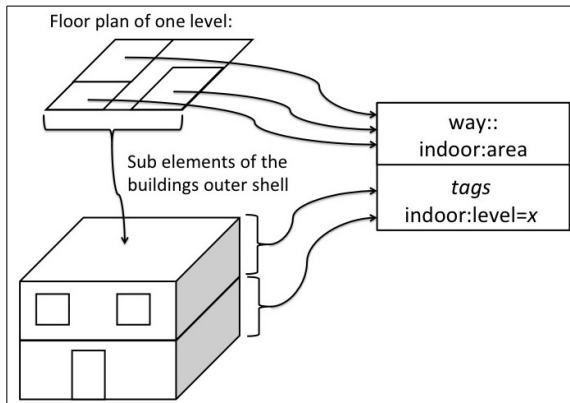 Floor plan of one level:
way::
indoor:area
Sub elements of the
buildings outer shell
tags
indoor:level=x